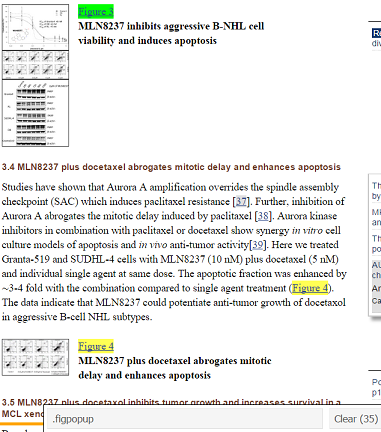 Figure 3
MLN8237 inhibits aggressive B-NHL cell
viability and induces apoptosis
3.4 MLN8237 plus docetaxel abrogates mitotic delay and enhances apoptosis
Studies have shown that Aurora A amplification overrides the spindle assembly
checkpoint (SAC) which induces paclitaxel resistance [37]. Further, inhibition of
Aurora A abrogates the mitotic delay induced by paclitaxel [38]. Aurora kinase
inhibitors in combination with paclitaxel or docetaxel show synergy in vitro cell
culture models of apoptosis and in vivo anti-tumor activity[39]. Here we treated
Granta-519 and SUDHL-4 cells with MLN8237 (10 nM) plus docetaxel (5 nM)
and individual single agent at same dose. The apoptotic fraction was enhanced by
~3-4 fold with the combination compared to single agent treatment (Figure 4).
The data indicate that MLN8237 could potentiate anti-tumor growth of docetaxol
in aggressive B-cell NHL subtypes.
Figure 4
MLN8237 plus docetaxel abrogates mitotic
delay and enhances apoptosis
3.5 MLN8237 plus docetaxel inhibits tumor growth and increases survival in a
MCL xeno
.figpopup
Clear (35)